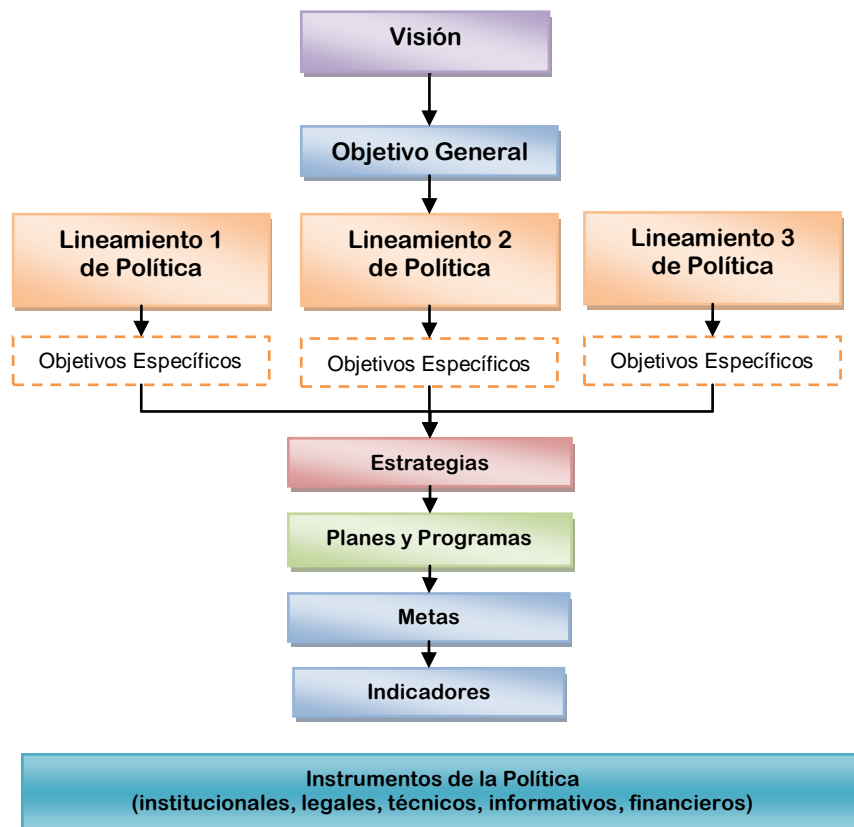 Visión
Objetivo General
Lineamiento 1
de Política
Lineamiento 2
de Política
Lineamiento 3
de Política
Objetivos Específicos
Objetivos Específicos
Objetivos Específicos
Estrategias
Planes y Programas
Metas
Indicadores
Instrumentos de la Política
(institucionales, legales, técnicos, informativos, financieros)